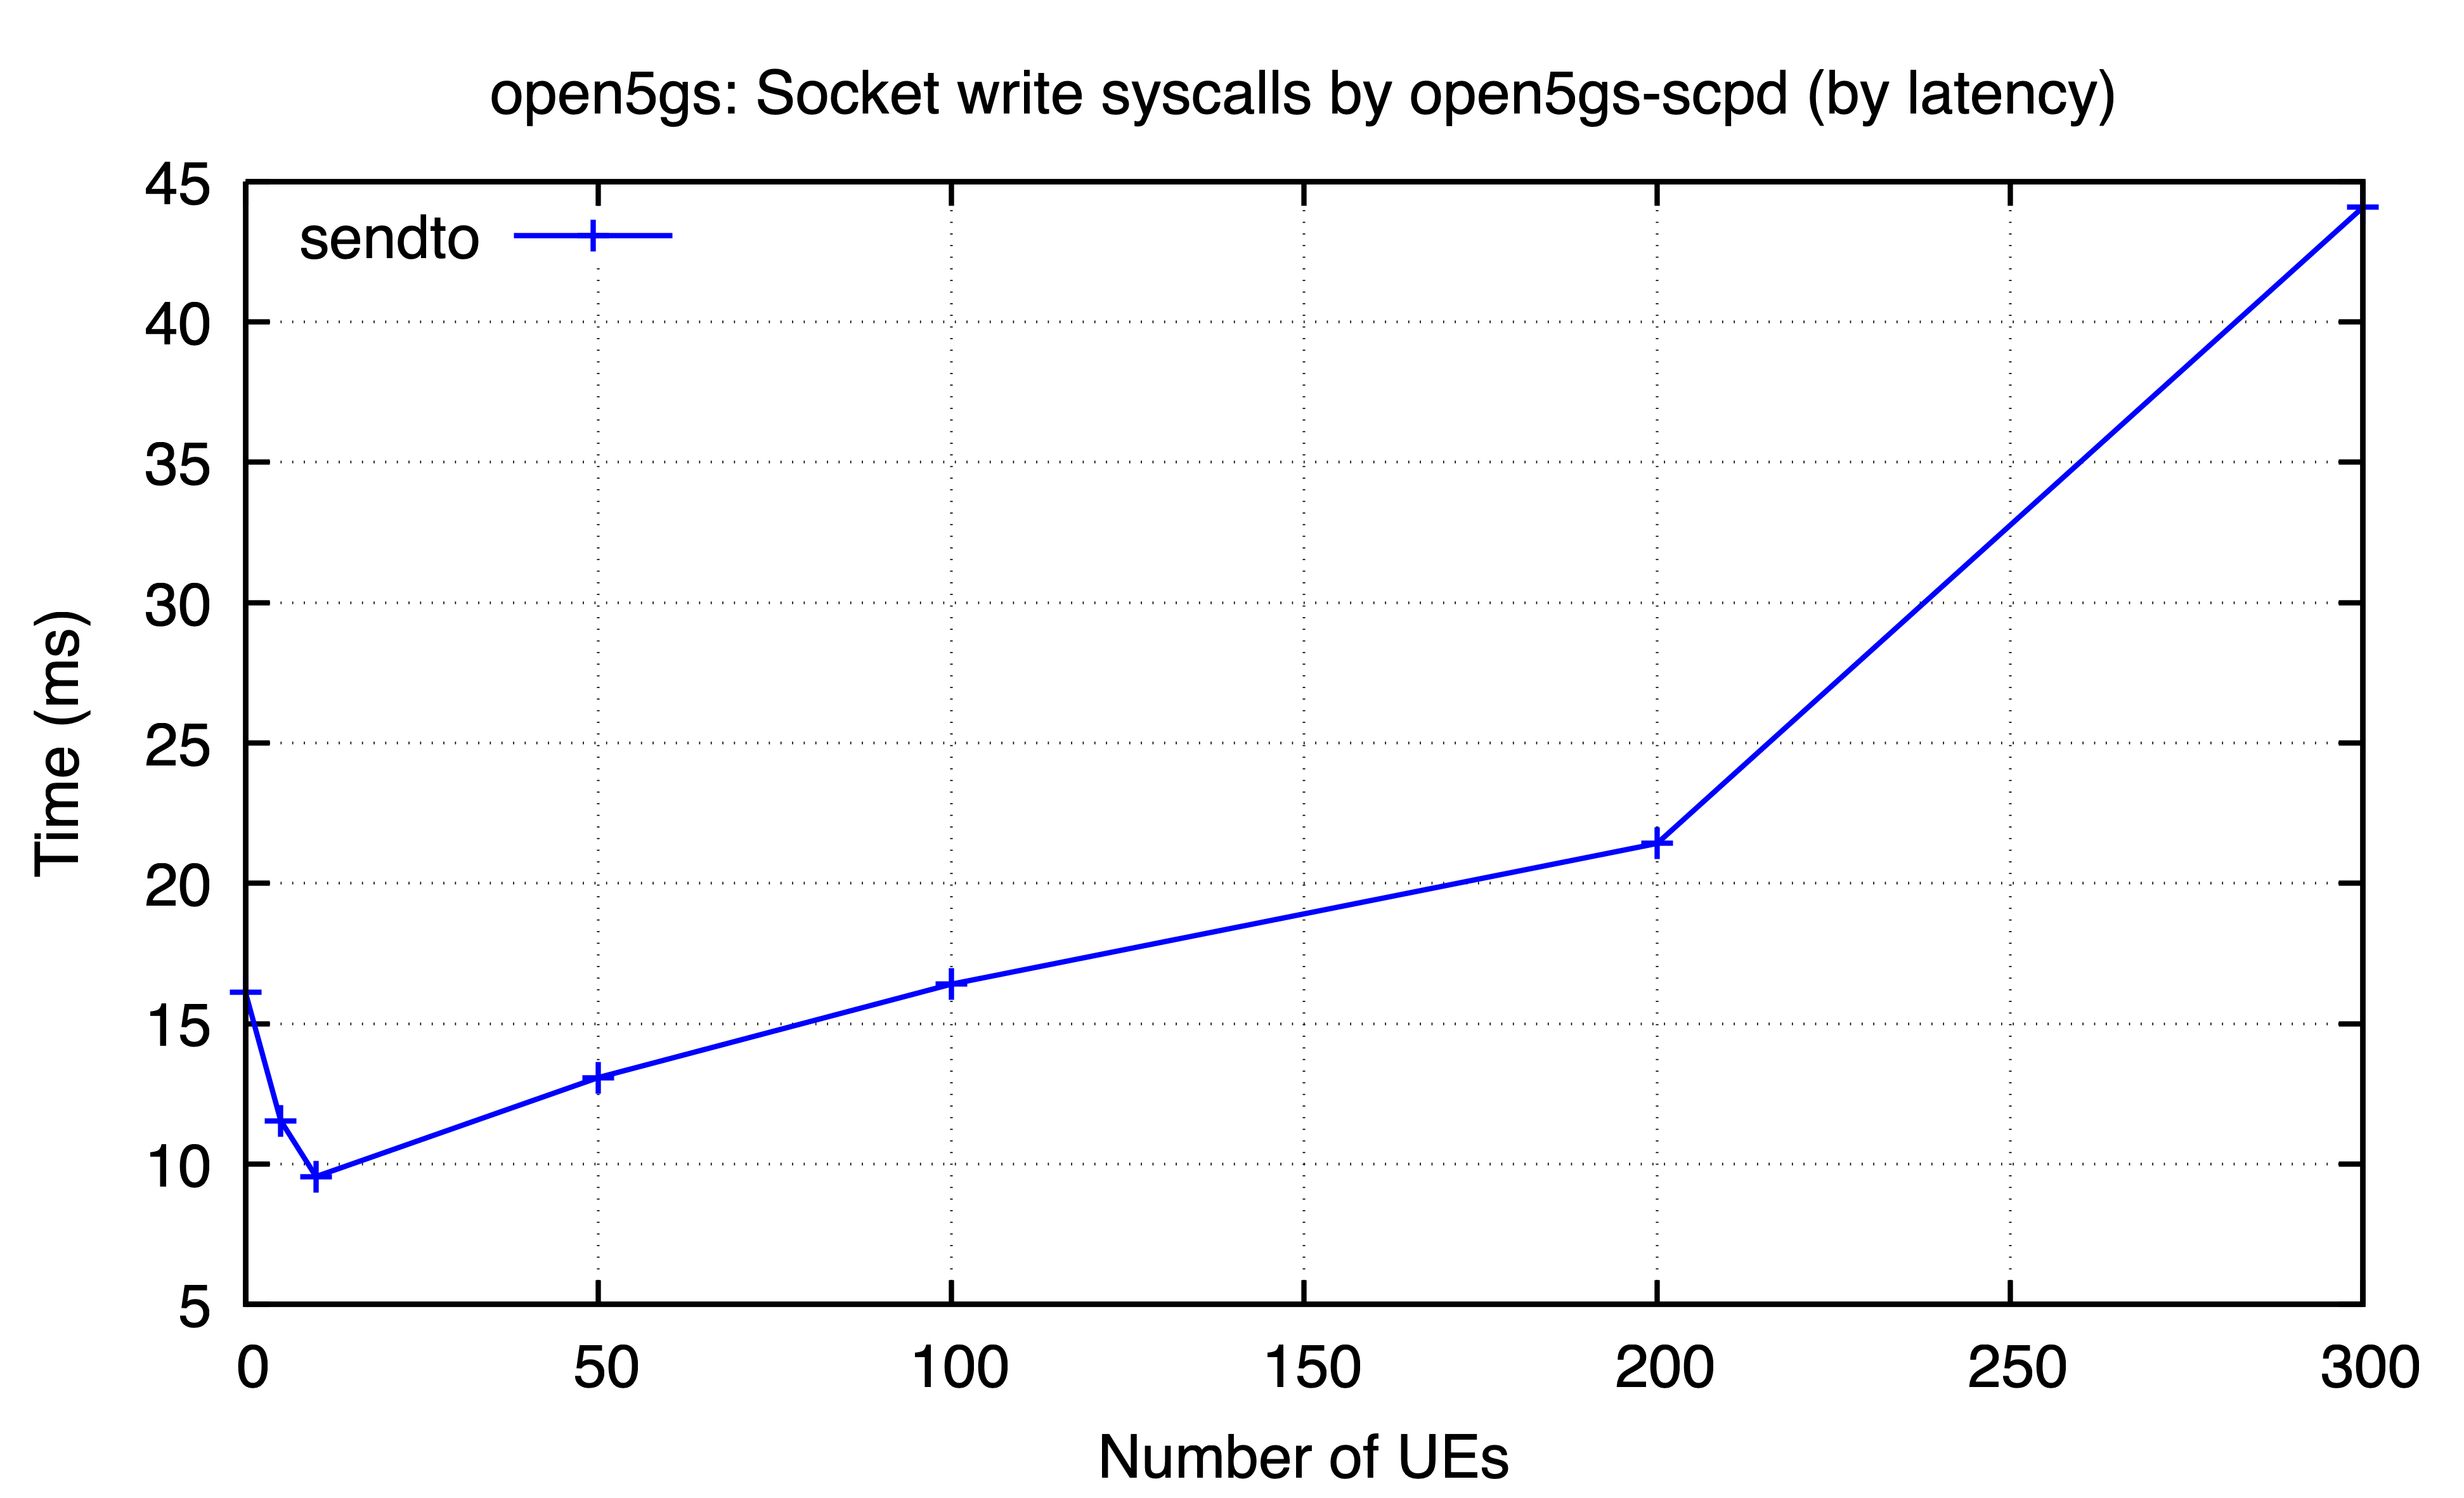 open5gs: Socket write syscalls by open5gs-scpd (by latency)
sendto
45
40
35
30
25
20
15
10
5
Time (ms)
0 50 100 150 200 250 300
Number of UEs